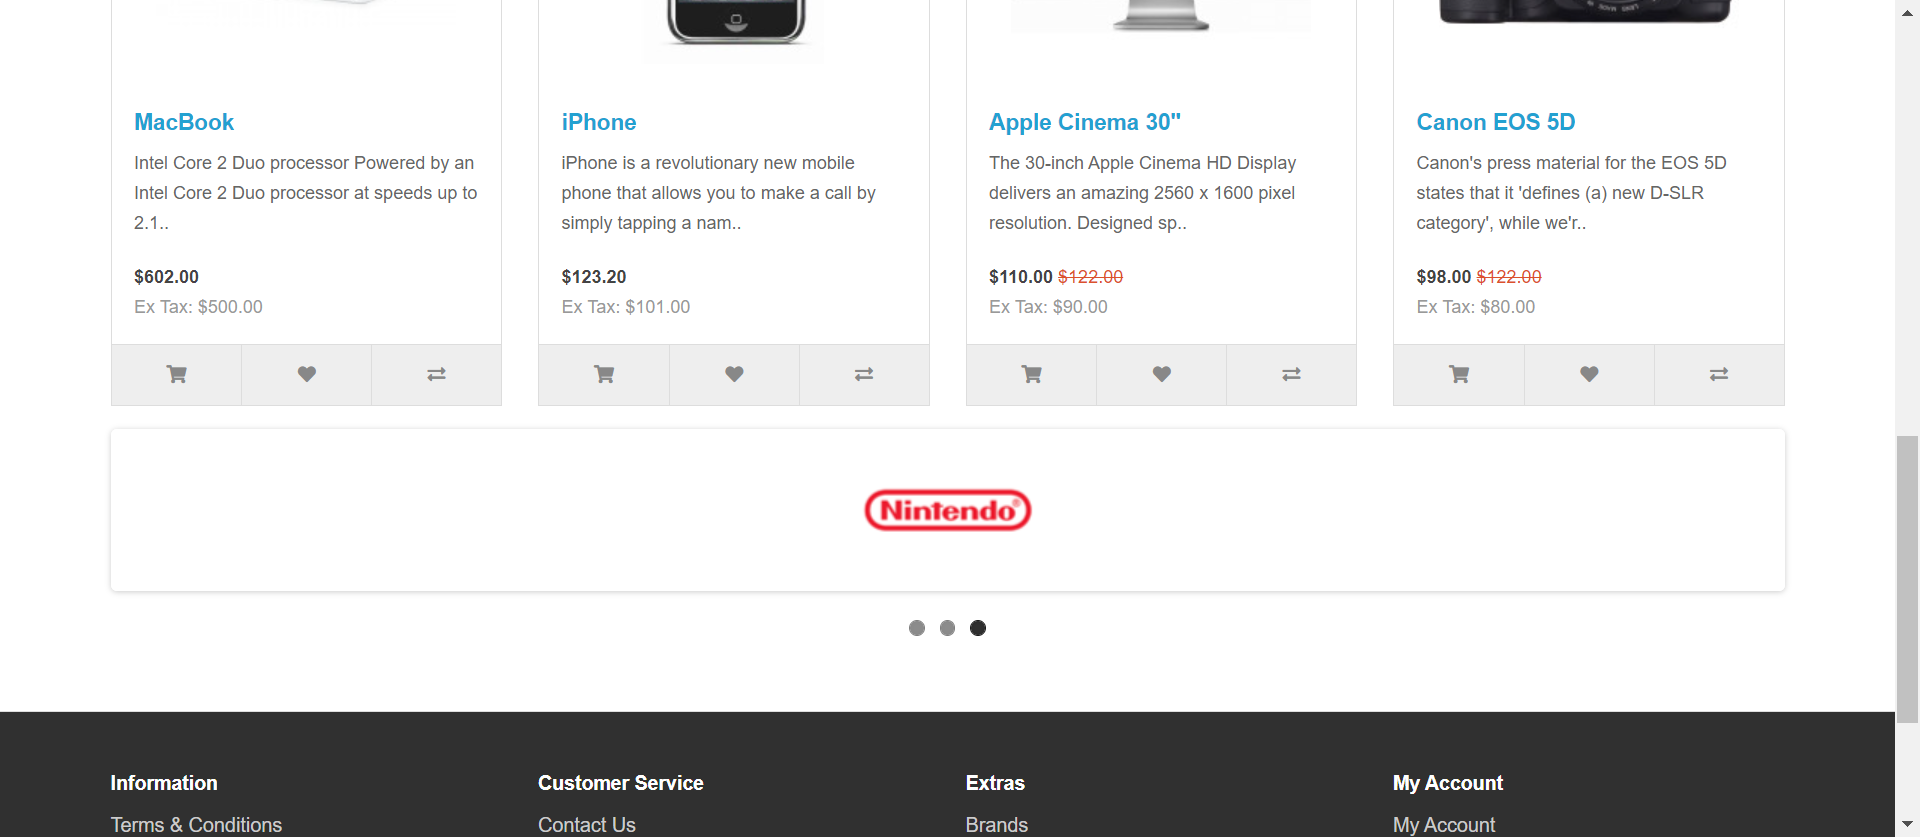 MacBook
Intel Core 2 Duo processor Powered by an
Intel Core 2 Duo processor at speeds up to
2.1..
$602.00
Ex Tax: $500.00
iPhone
iPhone is a revolutionary new mobile
phone that allows you to make a call by
simply tapping a nam..
$123.20
Ex Tax: $101.00
Apple Cinema 30"
The 30-inch Apple Cinema HD Display
delivers an amazing 2560 x 1600 pixel
resolution. Designed sp..
$110.00 $122.00
Ex Tax: $90.00
Canon EOS 5D
Canon's press material for the EOS 5D
states that it 'defines (a) new D-SLR
category', while we'r..
$98.00 $122.00
Ex Tax: $80.00
Nintendo®
Information
Terms & Conditions
Customer Service
Contact Us
Extras
Brands
My Account
My Account